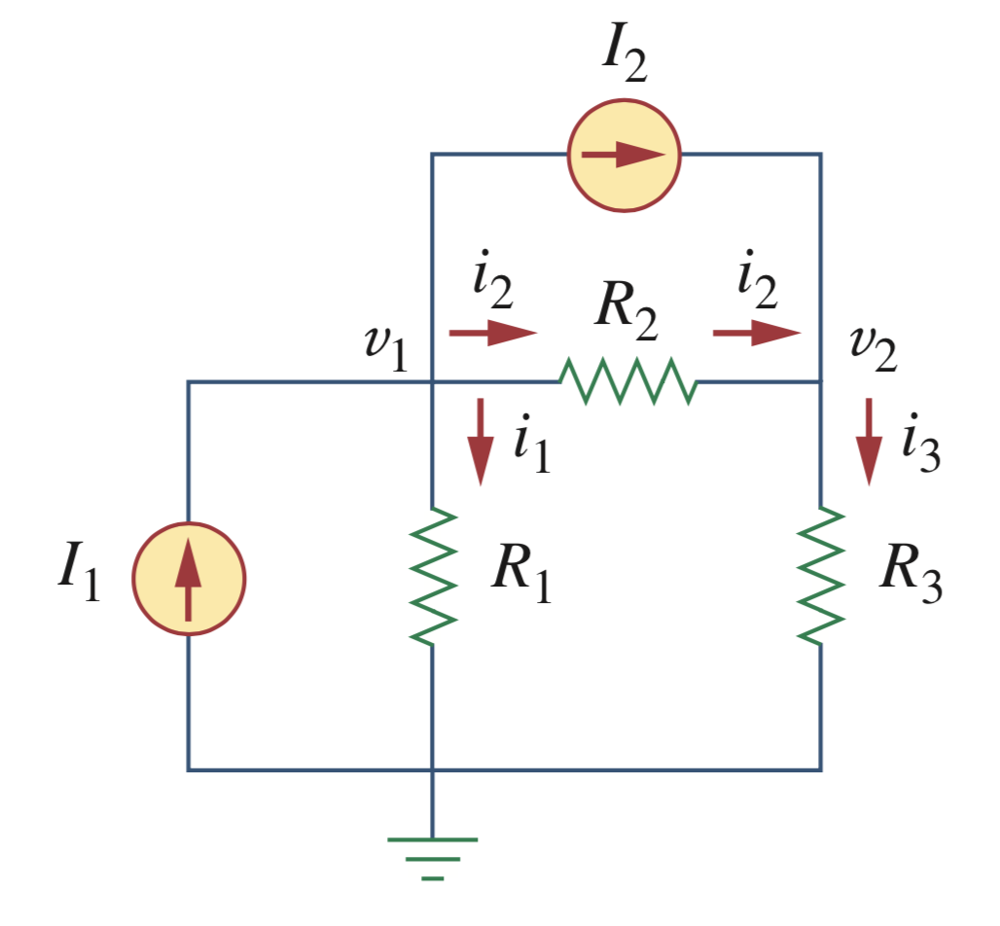 I₂
i₂
R₂
i₂
v₁
v₂
i₁
i₃
I₁
R₁
R₃